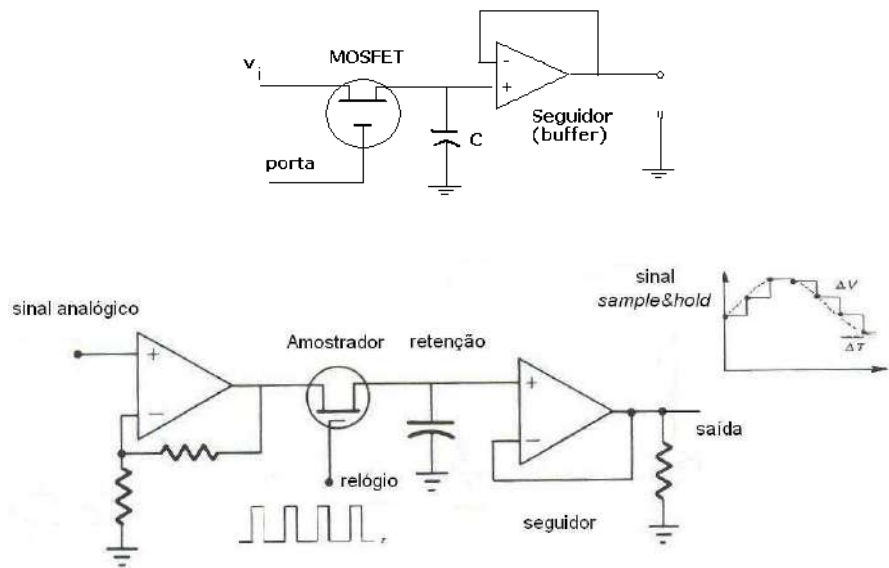 MOSFET
v i
-
+
Seguidor
(buffer)
C
porta
sinal
sample&hold
ΔV
ΔT
sinal analógico
Amostrador
retenção
+
-
+
-
saída
relógio
seguidor